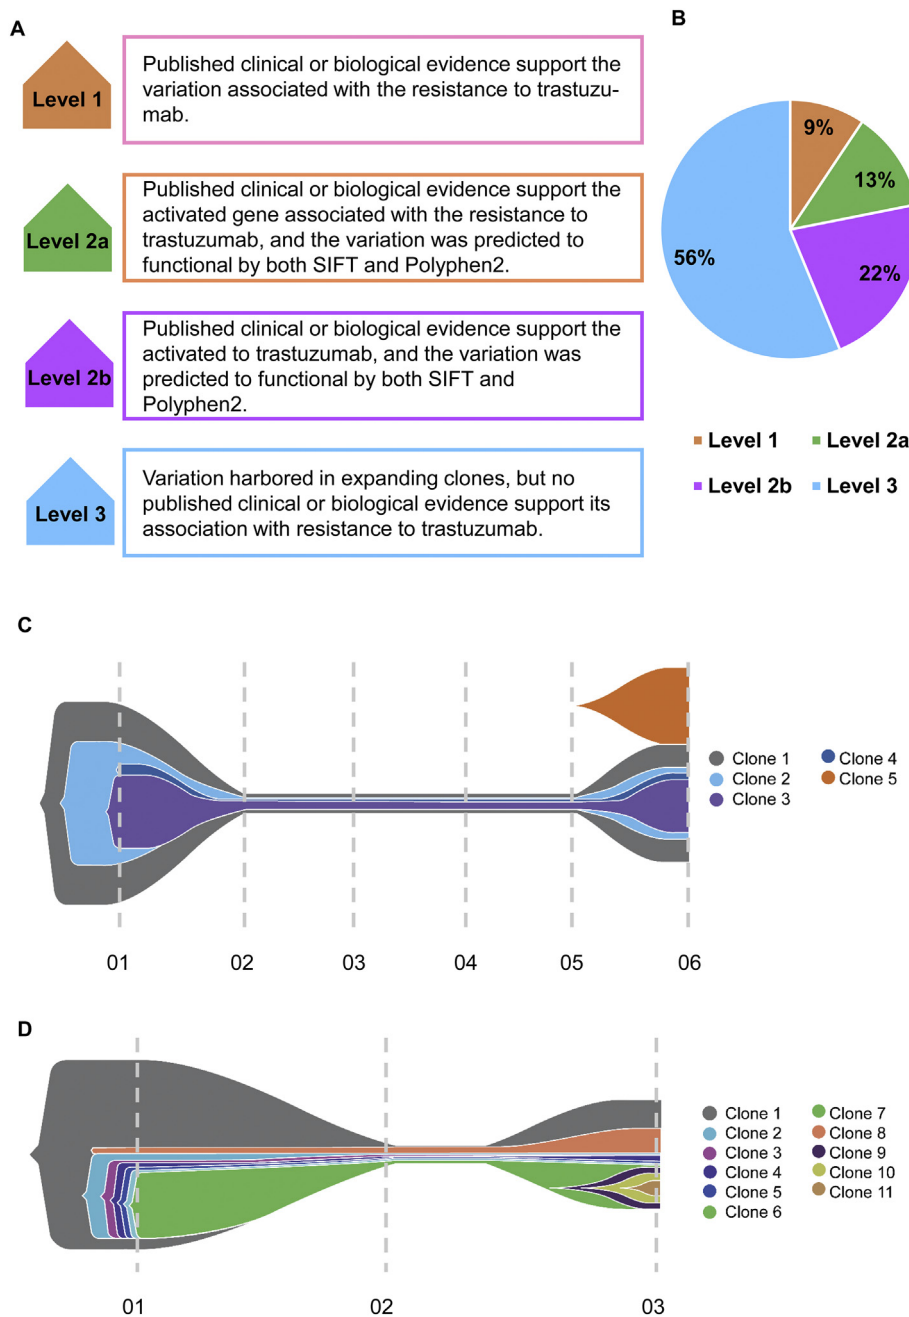 A
Level 1
Published clinical or biological evidence support the
variation associated with the resistance to trastuzu-
mab.
Level 2a
Published clinical or biological evidence support the
activated gene associated with the resistance to
trastuzumab, and the variation was predicted to
functional by both SIFT and Polyphen2.
Level 2b
Published clinical or biological evidence support the
activated to trastuzumab, and the variation was
predicted to functional by both SIFT and
Polyphen2.
Level 3
Variation harbored in expanding clones, but no
published clinical or biological evidence support its
association with resistance to trastuzumab.
B
9%
13%
22%
56%
Level 1
Level 2a
Level 2b
Level 3
C
Clone 1
Clone 2
Clone 3
Clone 4
Clone 5
01 02 03 04 05 06
D
Clone 1
Clone 2
Clone 3
Clone 4
Clone 5
Clone 6
Clone 7
Clone 8
Clone 9
Clone 10
Clone 11
01 02 03